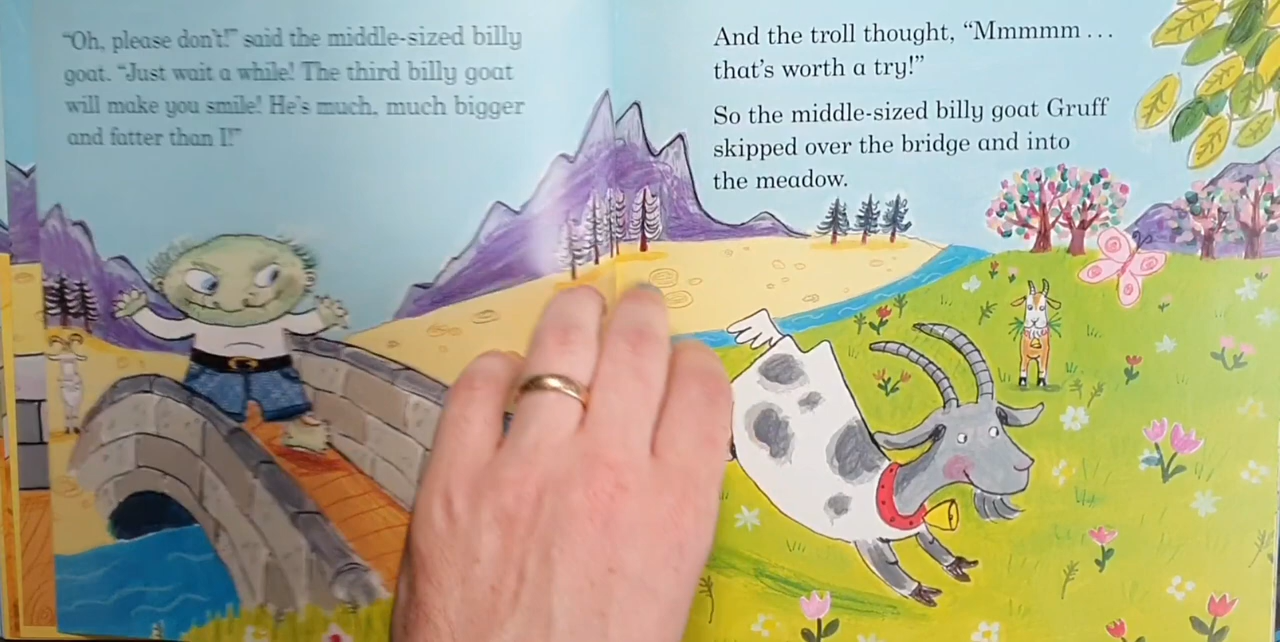 “Oh, please don’t!” said the middle-sized billy
goat. “Just wait a while! The third billy goat
will make you smile! He’s much, much bigger
and fatter than I!”
And the troll thought, “Mmmmm . . .
that’s worth a try!”
So the middle-sized billy goat Gruff
skipped over the bridge and into
the meadow.